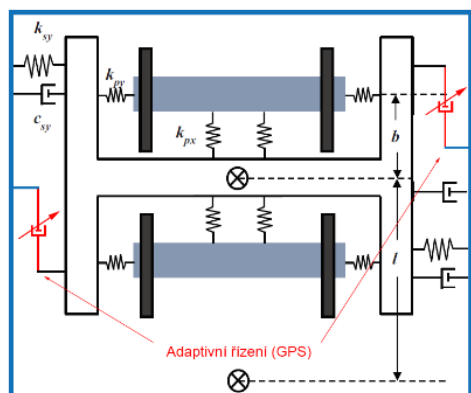 k_sy
k_py
c_sy
k_px
b
l
Adaptivní řízení (GPS)